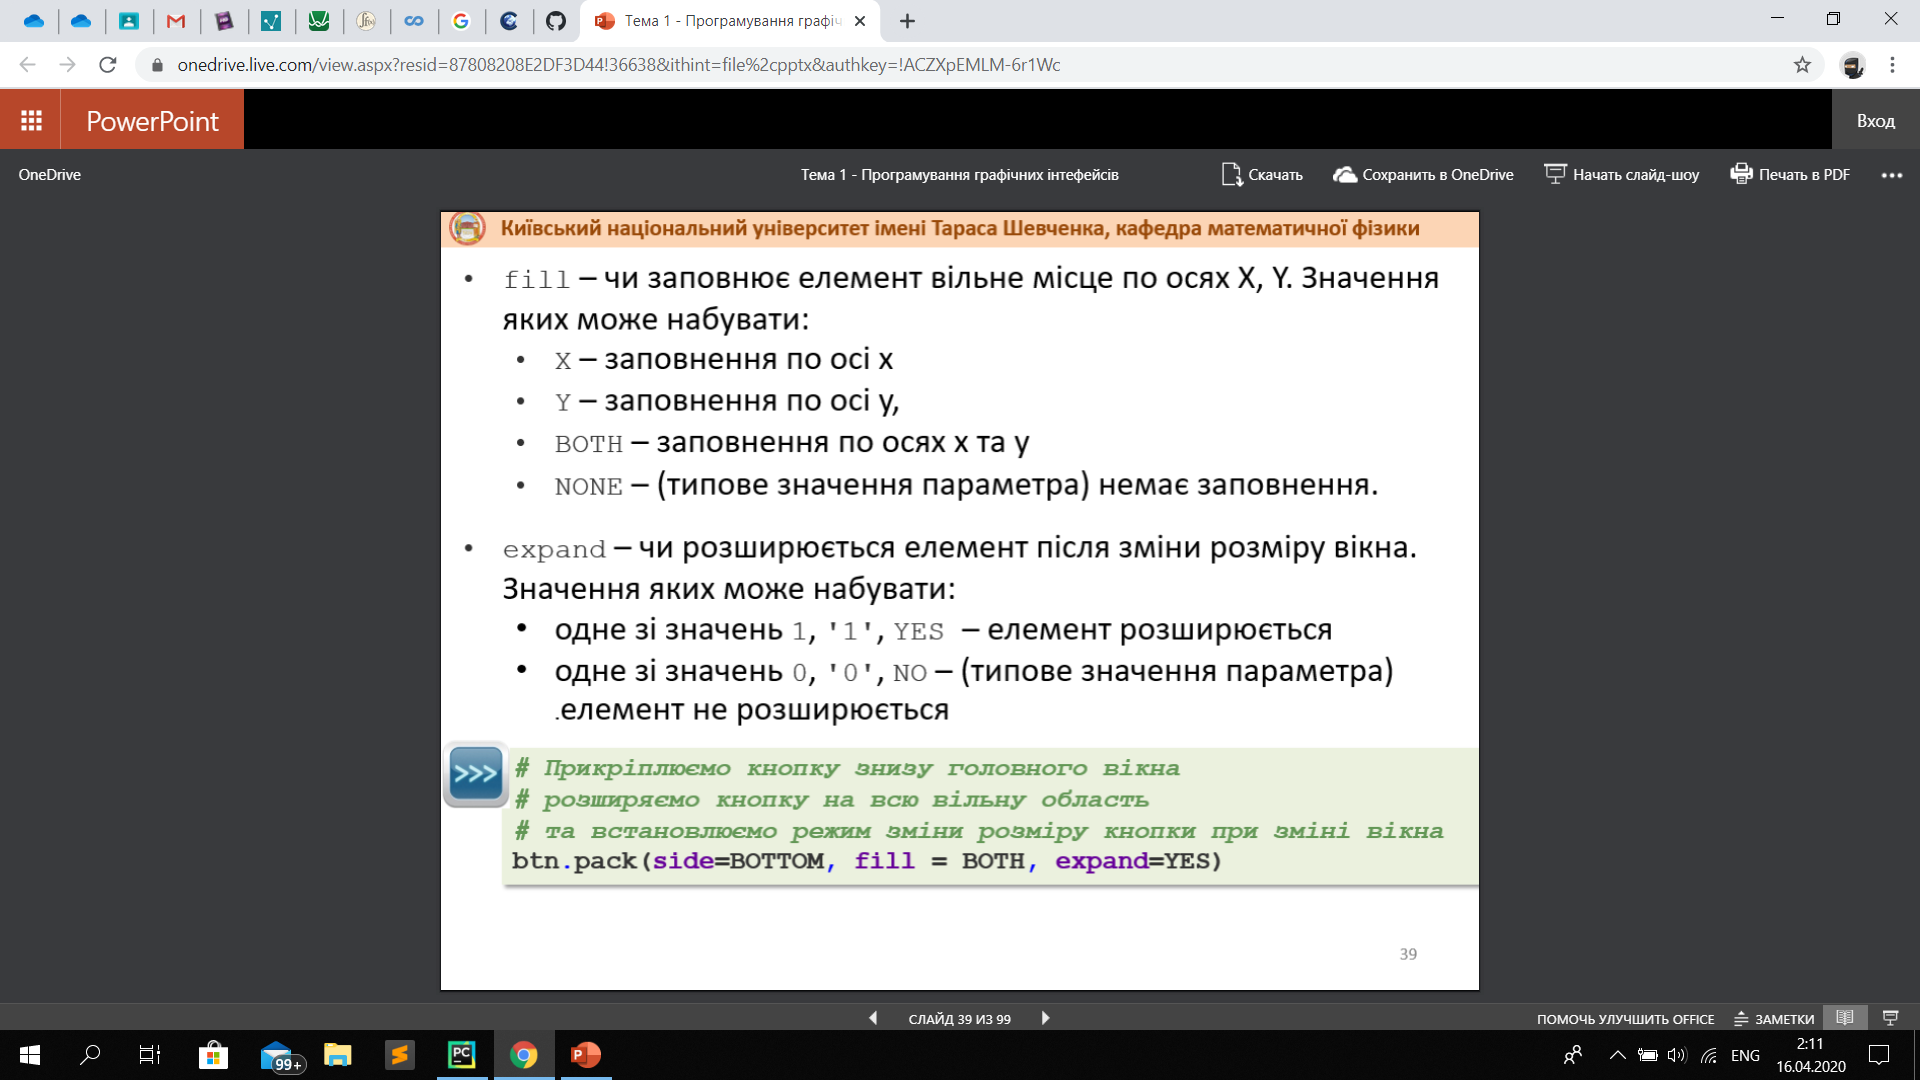 Тема 1 - Програмування графіч
onedrive.live.com/view.aspx?resid=87808208E2DF3D44!36638&ithint=file%2cpptx&authkey=!ACZXpEMLM-6r1Wc
PowerPoint
Вход
OneDrive
Тема 1 - Програмування графічних інтефейсів
Скачать
Сохранить в OneDrive
Начать слайд-шоу
Печать в PDF
Київський національний університет імені Тараса Шевченка, кафедра математичної фізики
• fill – чи заповнює елемент вільне місце по осях X, Y. Значення
яких може набувати:
• X – заповнення по осі x
• Y – заповнення по осі y,
• BOTH – заповнення по осях x та y
• NONE – (типове значення параметра) немає заповнення.
• expand – чи розширюється елемент після зміни розміру вікна.
Значення яких може набувати:
• одне зі значень 1, '1', YES – елемент розширюється
• одне зі значень 0, '0', NO – (типове значення параметра)
.елемент не розширюється
>>>
# Прикріплюємо кнопку знизу головного вікна
# розширяємо кнопку на всю вільну область
# та встановлюємо режим зміни розміру кнопки при зміні вікна
btn.pack(side=BOTTOM, fill = BOTH, expand=YES)
39
СЛАЙД 39 ИЗ 99
ПОМОЧЬ УЛУЧШИТЬ OFFICE
ЗАМЕТКИ
99+
PC
ENG
2:11
16.04.2020